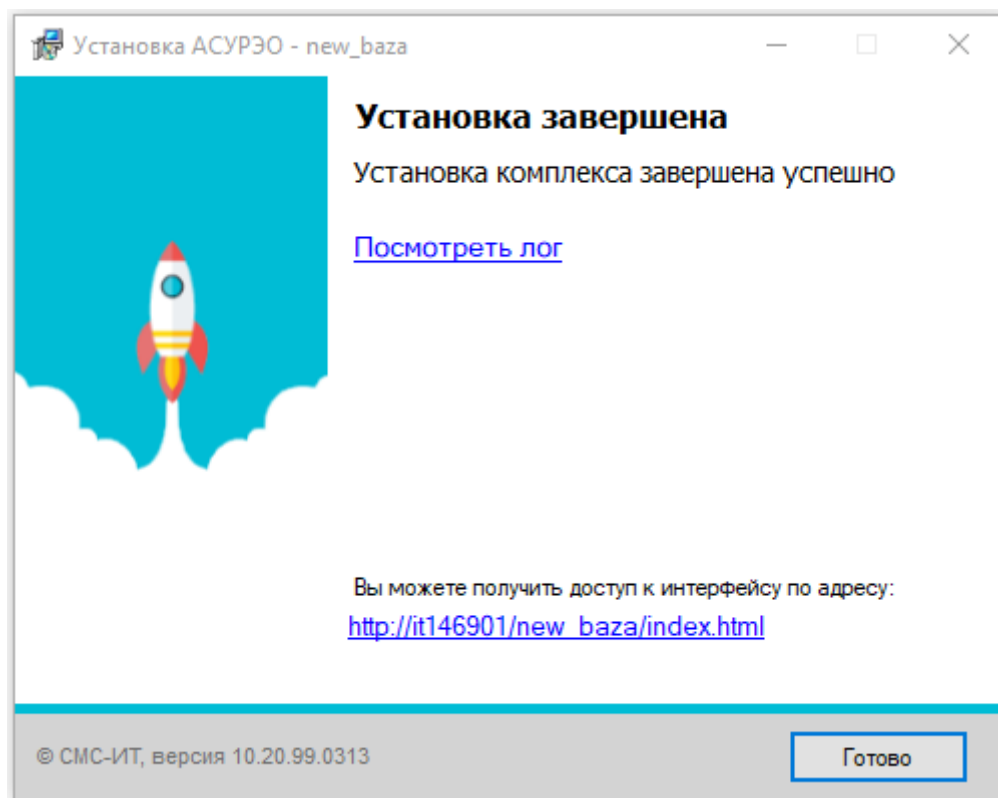 Установка АСУРЭО - new_baza
Установка завершена
Установка комплекса завершена успешно
Посмотреть лог
Вы можете получить доступ к интерфейсу по адресу:
http://it146901/new_baza/index.html
© СМС-ИТ, версия 10.20.99.0313
Готово